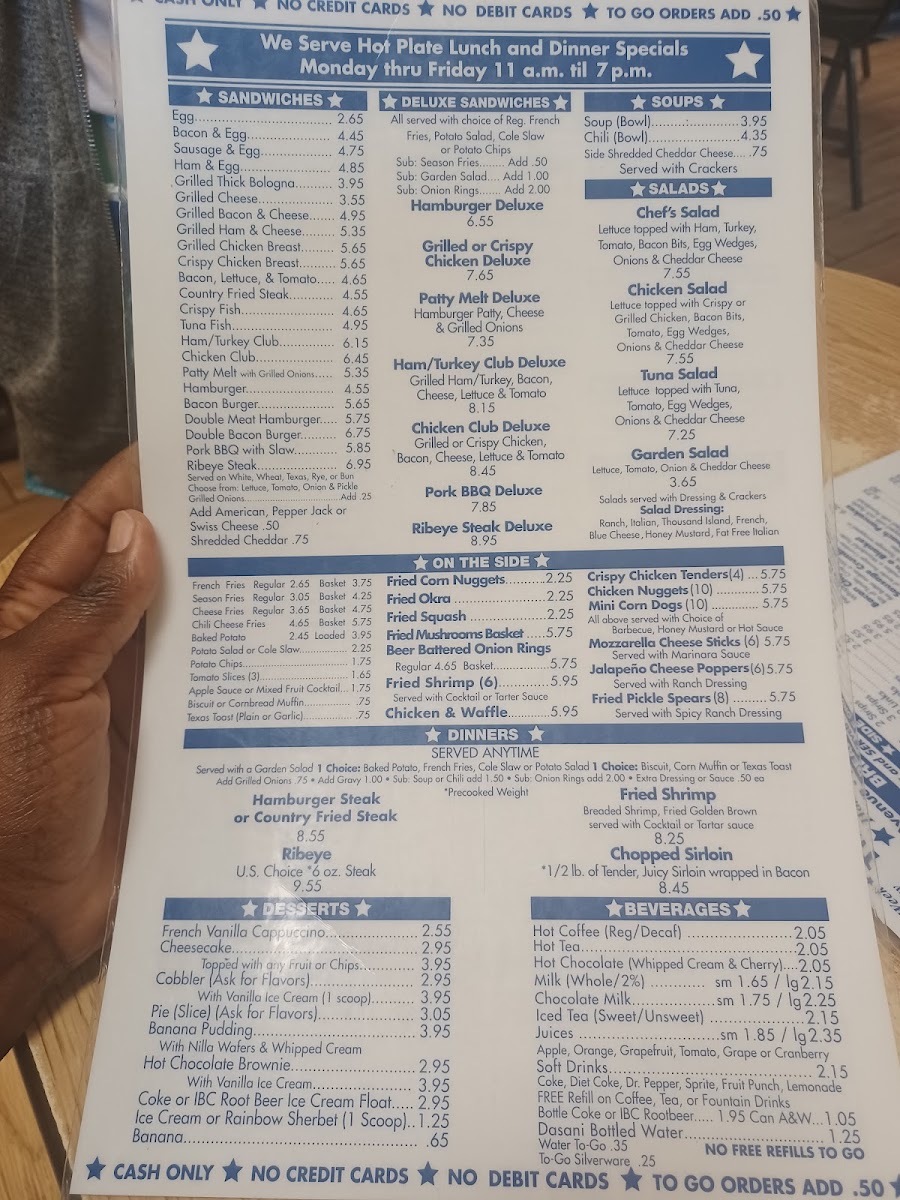 CASH ONLY ★ NO CREDIT CARDS ★ NO DEBIT CARDS ★ TO GO ORDERS ADD .50 ★
We Serve Hot Plate Lunch and Dinner Specials
Monday thru Friday 11 a.m. til 7 p.m.
★ SANDWICHES ★
Egg 2.65
Bacon & Egg 4.45
Sausage & Egg 4.75
Ham & Egg 4.85
Grilled Thick Bologna 3.95
Grilled Cheese 3.55
Grilled Bacon & Cheese 4.95
Grilled Ham & Cheese 5.35
Grilled Chicken Breast 5.65
Crispy Chicken Breast 5.65
Bacon, Lettuce, & Tomato 4.65
Country Fried Steak 4.55
Crispy Fish 4.65
Tuna Fish 4.95
Ham/Turkey Club 6.15
Chicken Club 6.45
Patty Melt with Grilled Onions 5.35
Hamburger 4.55
Bacon Burger 5.65
Double Meat Hamburger 5.75
Double Bacon Burger 6.75
Pork BBQ with Slaw 5.85
Ribeye Steak 6.95
Served on White, Wheat, Texas, Rye, or Bun
Choose from: Lettuce, Tomato, Onion & Pickle
Grilled Onions Add .25
Add American, Pepper Jack or
Swiss Cheese .50
Shredded Cheddar .75
★ DELUXE SANDWICHES ★
All served with choice of Reg. French
Fries, Potato Salad, Cole Slaw
or Potato Chips
Sub: Season Fries Add .50
Sub: Garden Salad Add 1.00
Sub: Onion Rings Add 2.00
Hamburger Deluxe
6.55
Grilled or Crispy
Chicken Deluxe
7.65
Patty Melt Deluxe
Hamburger Patty, Cheese
& Grilled Onions
7.35
Ham/Turkey Club Deluxe
Grilled Ham/Turkey, Bacon,
Cheese, Lettuce & Tomato
8.15
Chicken Club Deluxe
Grilled or Crispy Chicken,
Bacon, Cheese, Lettuce & Tomato
8.45
Pork BBQ Deluxe
7.85
Ribeye Steak Deluxe
8.95
★ SOUPS ★
Soup (Bowl) 3.95
Chili (Bowl) 4.35
Side Shredded Cheddar Cheese .75
Served with Crackers
★ SALADS ★
Chef's Salad
Lettuce topped with Ham, Turkey,
Tomato, Bacon Bits, Egg Wedges,
Onions & Cheddar Cheese
7.55
Chicken Salad
Lettuce topped with Crispy or
Grilled Chicken, Bacon Bits,
Tomato, Egg Wedges,
Onions & Cheddar Cheese
7.55
Tuna Salad
Lettuce topped with Tuna,
Tomato, Egg Wedges,
Onions & Cheddar Cheese
7.25
Garden Salad
Lettuce, Tomato, Onion & Cheddar Cheese
3.65
Salads served with Dressing & Crackers
Salad Dressing:
Ranch, Italian, Thousand Island, French,
Blue Cheese, Honey Mustard, Fat Free Italian
★ ON THE SIDE ★
French Fries Regular 2.65 Basket 3.75
Season Fries Regular 3.05 Basket 4.25
Cheese Fries Regular 3.65 Basket 4.75
Chili Cheese Fries 4.65 Basket 5.75
Baked Potato 2.45 Loaded 3.95
Potato Salad or Cole Slaw 2.25
Potato Chips 1.75
Tomato Slices (3) 1.65
Apple Sauce or Mixed Fruit Cocktail 1.75
Biscuit or Cornbread Muffin .75
Texas Toast (Plain or Garlic) .75
Fried Corn Nuggets 2.25
Fried Okra 2.25
Fried Squash 2.25
Fried Mushrooms Basket 5.75
Beer Battered Onion Rings
Regular 4.65 Basket 5.75
Fried Shrimp (6) 5.95
Served with Cocktail or Tarter Sauce
Chicken & Waffle 5.95
Crispy Chicken Tenders(4) 5.75
Chicken Nuggets (10) 5.75
Mini Corn Dogs (10) 5.75
All above served with Choice of
Barbecue, Honey Mustard or Hot Sauce
Mozzarella Cheese Sticks (6) 5.75
Served with Marinara Sauce
Jalapeño Cheese Poppers(6) 5.75
Served with Ranch Dressing
Fried Pickle Spears (8) 5.75
Served with Spicy Ranch Dressing
★ DINNERS ★
SERVED ANYTIME
Served with a Garden Salad 1 Choice: Baked Potato, French Fries, Cole Slaw or Potato Salad 1 Choice: Biscuit, Corn Muffin or Texas Toast
Add Grilled Onions .75 • Add Gravy 1.00 • Sub: Soup or Chili add 1.50 • Sub: Onion Rings add 2.00 • Extra Dressing or Sauce .50 ea
*Precooked Weight
Hamburger Steak
or Country Fried Steak
8.55
Ribeye
U.S. Choice *6 oz. Steak
9.55
Fried Shrimp
Breaded Shrimp, Fried Golden Brown
served with Cocktail or Tartar sauce
8.25
Chopped Sirloin
*1/2 lb. of Tender, Juicy Sirloin wrapped in Bacon
8.45
★ DESSERTS ★
French Vanilla Cappuccino 2.55
Cheesecake 2.95
Topped with any Fruit or Chips 3.95
Cobbler (Ask for Flavors) 2.95
With Vanilla Ice Cream (1 scoop) 3.95
Pie (Slice) (Ask for Flavors) 3.05
Banana Pudding 3.95
With Nilla Wafers & Whipped Cream
Hot Chocolate Brownie 2.95
With Vanilla Ice Cream 3.95
Coke or IBC Root Beer Ice Cream Float 2.95
Ice Cream or Rainbow Sherbet (1 Scoop) 1.25
Banana .65
★ BEVERAGES ★
Hot Coffee (Reg/Decaf) 2.05
Hot Tea 2.05
Hot Chocolate (Whipped Cream & Cherry) 2.05
Milk (Whole/2%) sm 1.65 / lg 2.15
Chocolate Milk sm 1.75 / lg 2.25
Iced Tea (Sweet/Unsweet) 2.15
Juices sm 1.85 / lg 2.35
Apple, Orange, Grapefruit, Tomato, Grape or Cranberry
Soft Drinks 2.15
Coke, Diet Coke, Dr. Pepper, Sprite, Fruit Punch, Lemonade
FREE Refill on Coffee, Tea, or Fountain Drinks
Bottle Coke or IBC Rootbeer 1.95 Can A&W 1.05
Dasani Bottled Water 1.25
Water To-Go .35
NO FREE REFILLS TO GO
To-Go Silverware .25
★ CASH ONLY ★ NO CREDIT CARDS ★ NO DEBIT CARDS ★ TO GO ORDERS ADD .50 ★